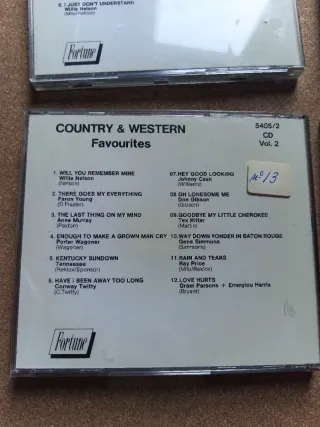 6. I JUST DON'T UNDERSTAND
Willie Nelson
Fortune
COUNTRY & WESTERN
Favourites
5405/2
CD
Vol. 2
1. WILL YOU REMEMBER MINE
Willie Nelson
(Nelson)
2. THERE GOES MY EVERYTHING
Faron Young
(D.Frazier)
3. THE LAST THING ON MY MIND
Anne Murray
(Paxton)
4. ENOUGH TO MAKE A GROWN MAN CRY
Porter Wagoner
(Wagoner)
5. KENTUCKY SUNDOWN
Tennessee
(Reklov/Sponsor)
6. HAVE I BEEN AWAY TOO LONG
Conway Twitty
(C.Twitty)
07. HEY GOOD LOOKING
Johnny Cash
(Williams)
08. OH LONESOME ME
Don Gibson
(Gibson)
09. GOODBYE MY LITTLE CHEROKEE
Tex Ritter
(Martin)
10. WAY DOWN YONDER IN BATON ROUGE
Gene Simmons
(Simmons)
11. RAIN AND TEARS
Ray Price
12. LOVE HURTS
Gram Parsons + Emmylou Harris
(Bryant)
Nº 13
Fortune